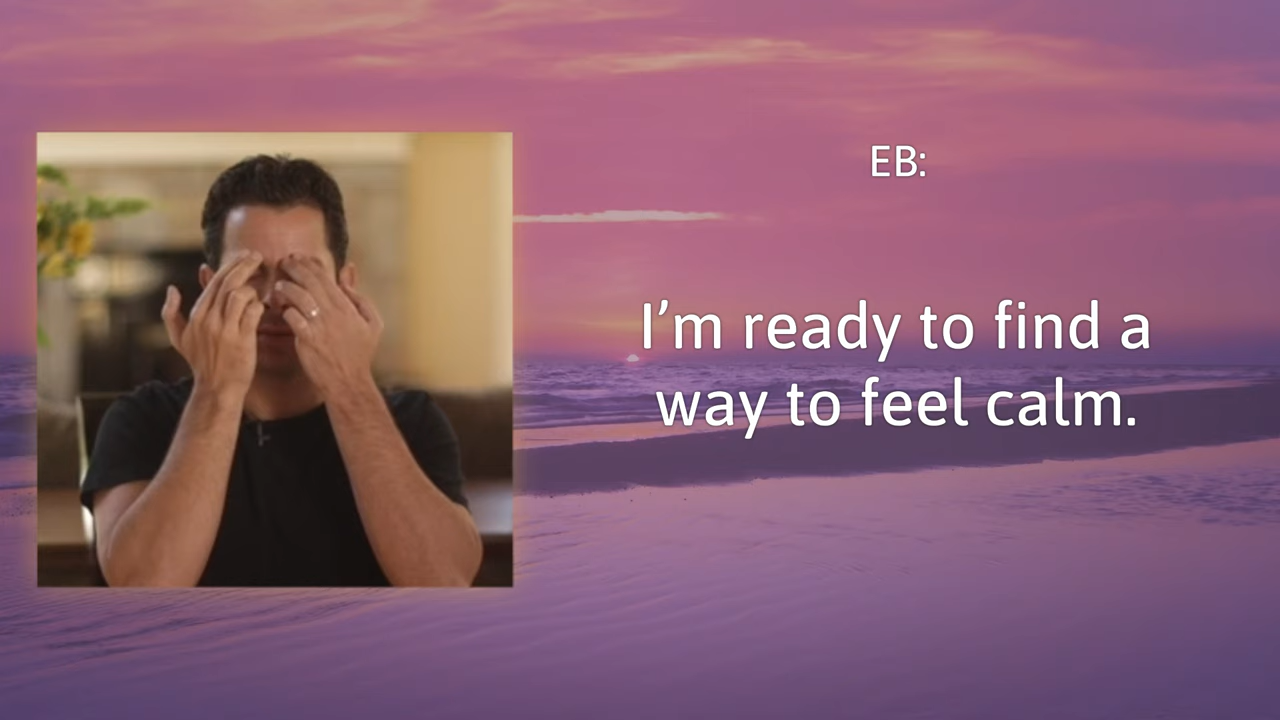 EB:
I’m ready to find a
way to feel calm.